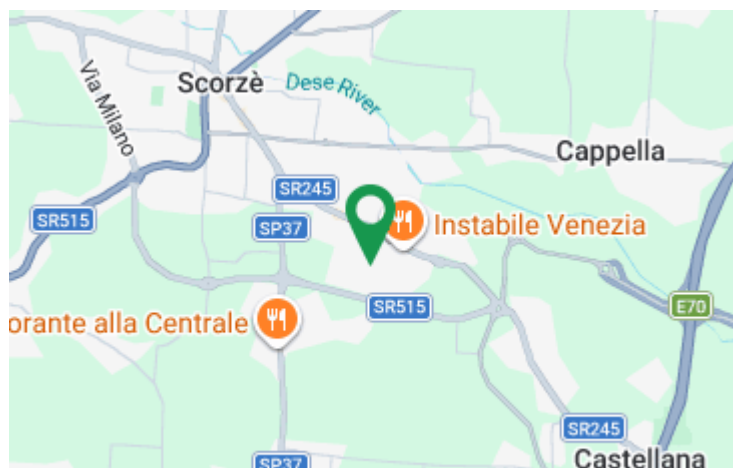 Scorzè
Dese River
Via Milano
Cappella
SR245
SR515
SP37
Instabile Venezia
E70
SR515
orante alla Centrale
SR245
SP37
Castellana